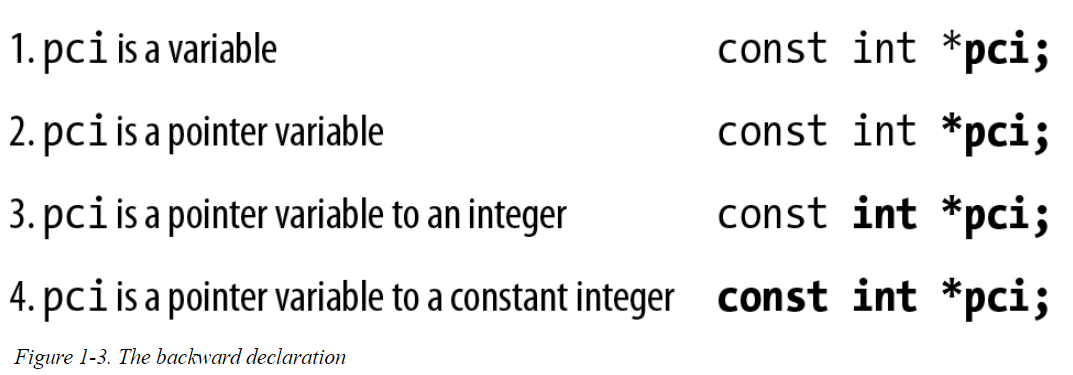 1. pci is a variable const int *pci;
2. pci is a pointer variable const int *pci;
3. pci is a pointer variable to an integer const int *pci;
4. pci is a pointer variable to a constant integer const int *pci;
Figure 1-3. The backward declaration